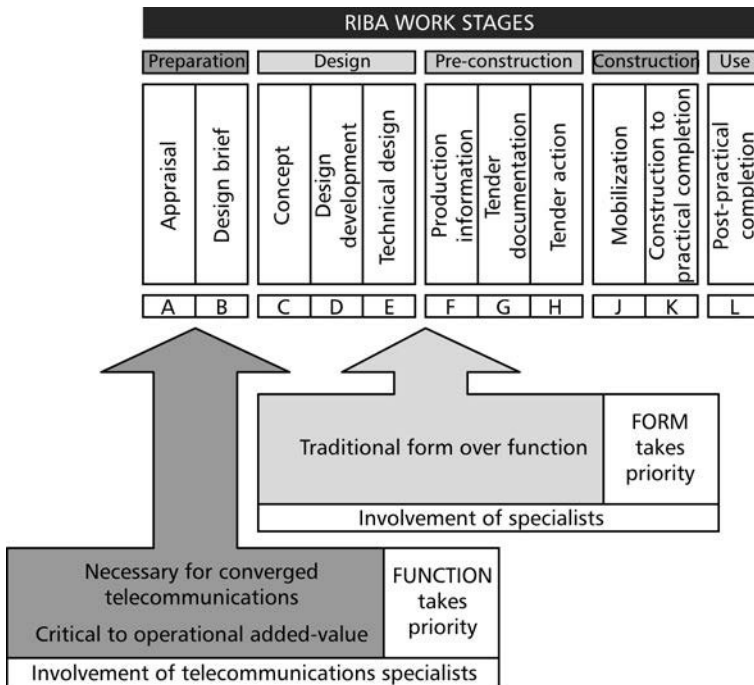 RIBA WORK STAGES
Preparation
Design
Pre-construction
Construction
Use
Appraisal
Design brief
Concept
Design
development
Technical design
Production
information
Tender
documentation
Tender action
Mobilization
Construction to
practical completion
Post-practical
completion
A
B
C
D
E
F
G
H
J
K
L
Traditional form over function
FORM
takes
priority
Involvement of specialists
Necessary for converged
telecommunications
Critical to operational added-value
FUNCTION
takes
priority
Involvement of telecommunications specialists